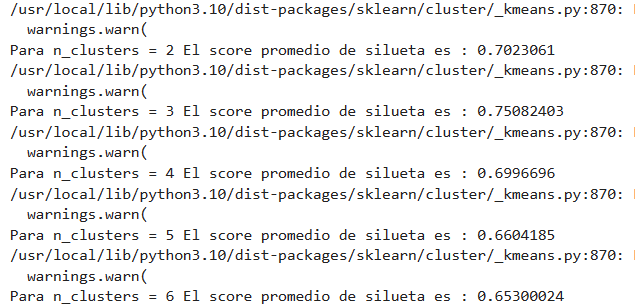 /usr/local/lib/python3.10/dist-packages/sklearn/cluster/_kmeans.py:870:
  warnings.warn(
Para n_clusters = 2 El score promedio de silueta es : 0.7023061
/usr/local/lib/python3.10/dist-packages/sklearn/cluster/_kmeans.py:870:
  warnings.warn(
Para n_clusters = 3 El score promedio de silueta es : 0.75082403
/usr/local/lib/python3.10/dist-packages/sklearn/cluster/_kmeans.py:870:
  warnings.warn(
Para n_clusters = 4 El score promedio de silueta es : 0.6996696
/usr/local/lib/python3.10/dist-packages/sklearn/cluster/_kmeans.py:870:
  warnings.warn(
Para n_clusters = 5 El score promedio de silueta es : 0.6604185
/usr/local/lib/python3.10/dist-packages/sklearn/cluster/_kmeans.py:870:
  warnings.warn(
Para n_clusters = 6 El score promedio de silueta es : 0.65300024